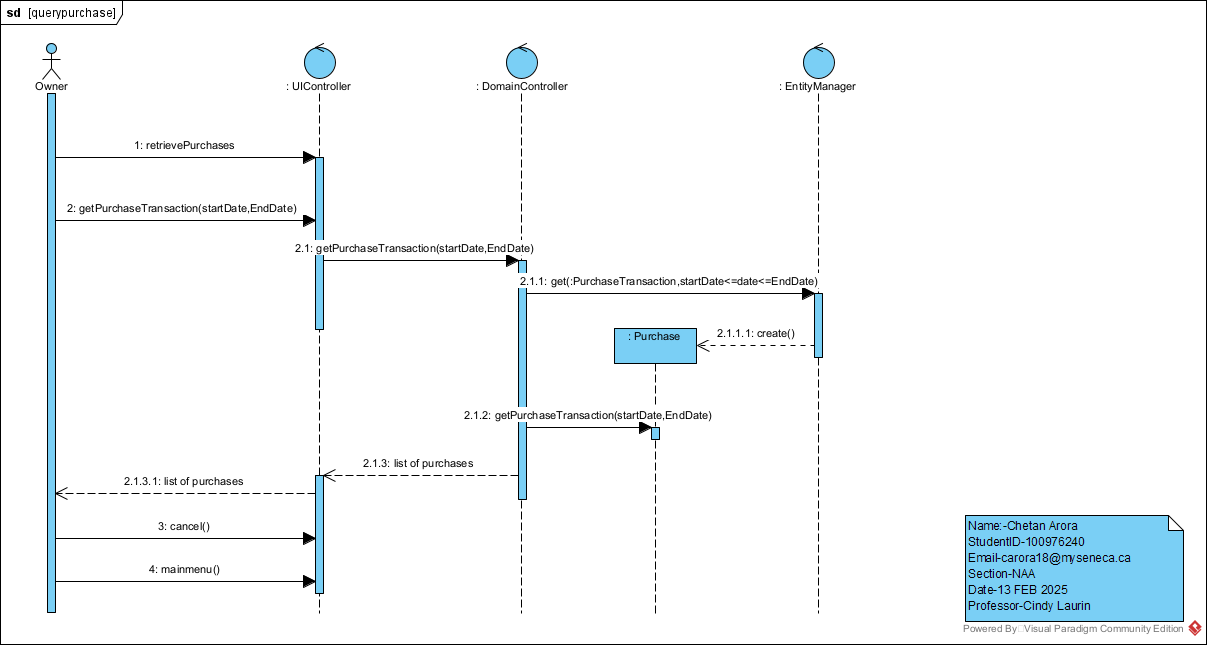 sd [querypurchase]
Owner
: UIController
: DomainController
: EntityManager
1: retrievePurchases
2: getPurchaseTransaction(startDate,EndDate)
2.1: getPurchaseTransaction(startDate,EndDate)
2.1.1: get(:PurchaseTransaction,startDate<=date<=EndDate)
: Purchase
2.1.1.1: create()
2.1.2: getPurchaseTransaction(startDate,EndDate)
2.1.3: list of purchases
2.1.3.1: list of purchases
3: cancel()
4: mainmenu()
Name:-Chetan Arora
StudentID-100976240
Email-carora18@myseneca.ca
Section-NAA
Date-13 FEB 2025
Professor-Cindy Laurin
Powered By Visual Paradigm Community Edition